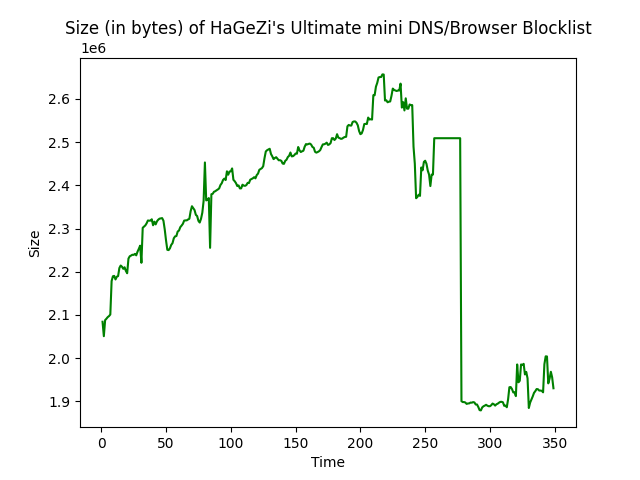 Size (in bytes) of HaGeZi's Ultimate mini DNS/Browser Blocklist
1e6
2.6
2.5
2.4
2.3
2.2
2.1
2.0
1.9
Size
0 50 100 150 200 250 300 350
Time